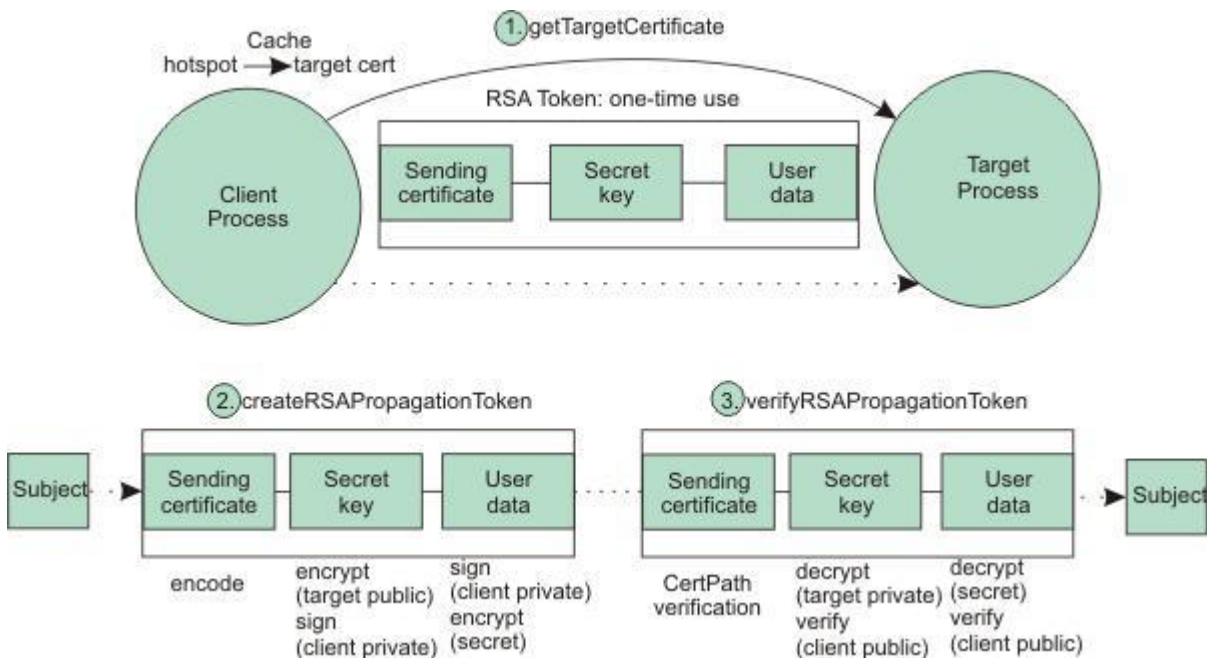 1. getTargetCertificate
Cache
hotspot target cert
RSA Token: one-time use
Client
Process
Sending
certificate
Secret
key
User
data
Target
Process
2. createRSAPropagationToken
Subject
Sending
certificate
Secret
key
User
data
encode
encrypt
(target public)
sign
(client private)
sign
(client private)
encrypt
(secret)
3. verifyRSAPropagationToken
Sending
certificate
Secret
key
User
data
Subject
CertPath
verification
decrypt
(target private)
verify
(client public)
decrypt
(secret)
verify
(client public)